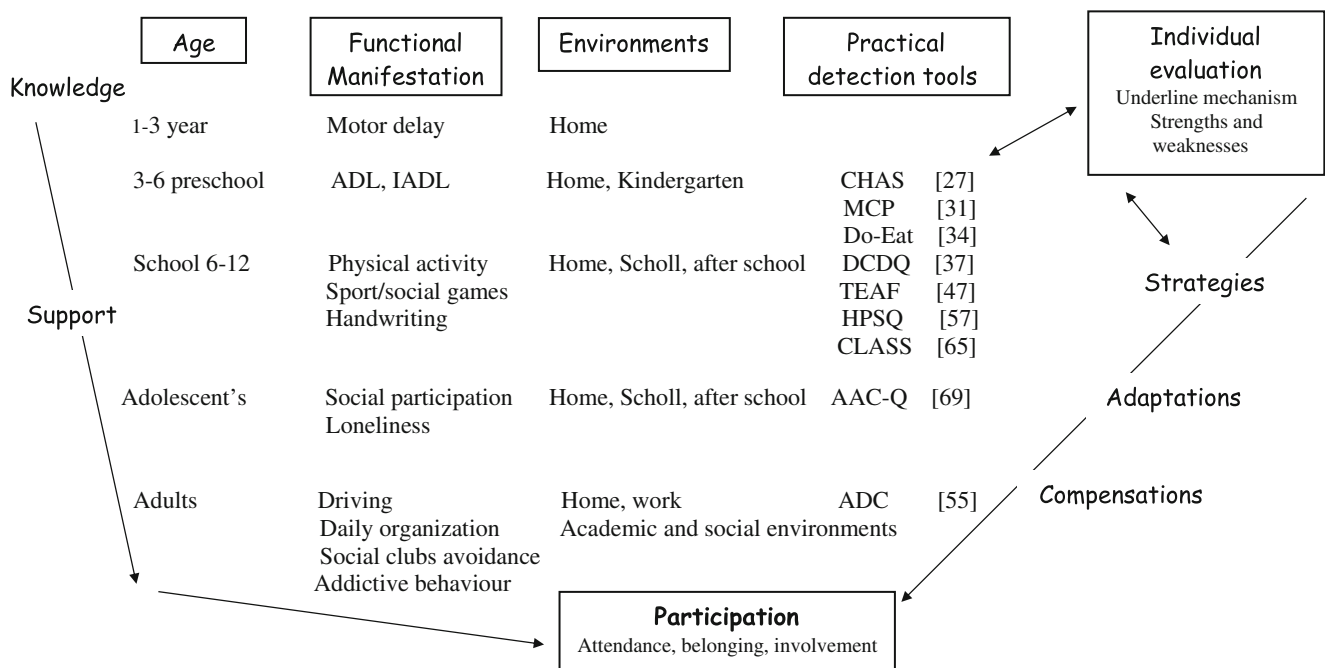 Age
Functional
Manifestation
Environments
Practical
detection tools
Individual
evaluation
Underline mechanism
Strengths and
weaknesses
Knowledge
1-3 year Motor delay Home
3-6 preschool ADL, IADL Home, Kindergarten CHAS [27]
MCP [31]
Do-Eat [34]
School 6-12 Physical activity Home, Scholl, after school DCDQ [37]
Sport/social games TEAF [47]
Handwriting HPSQ [57]
CLASS [65]
Support
Strategies
Adolescent's Social participation Home, Scholl, after school AAC-Q [69]
Loneliness
Adaptations
Adults Driving Home, work ADC [55]
Daily organization Academic and social environments
Social clubs avoidance
Addictive behaviour
Compensations
Participation
Attendance, belonging, involvement